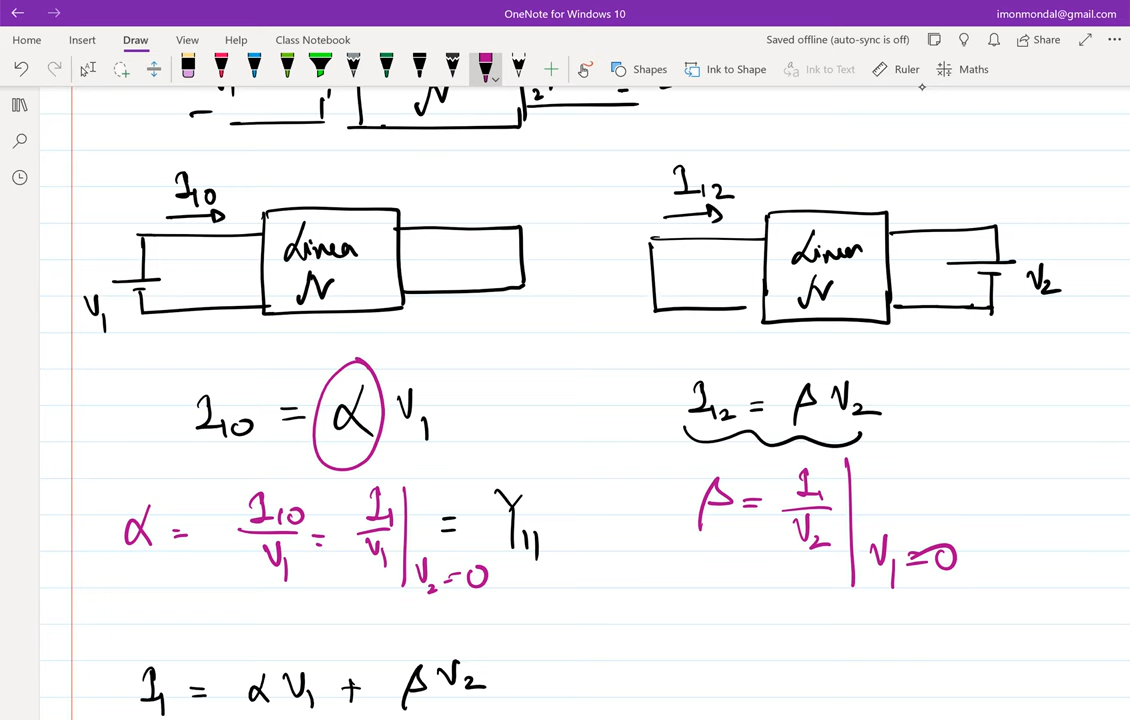 OneNote for Windows 10
imonmondal@gmail.com
Home Insert Draw View Help Class Notebook
Saved offline (auto-sync is off) Share
Shapes Ink to Shape Ink to Text Ruler Maths
1' N 2'
I10
I12
V1 Linear N
Linear N V2
I10 = α V1
I12 = β V2
α = I10/V1 = I1/V1 | V2=0 = Y11
β = I1/V2 | V1=0
I1 = α V1 + β V2